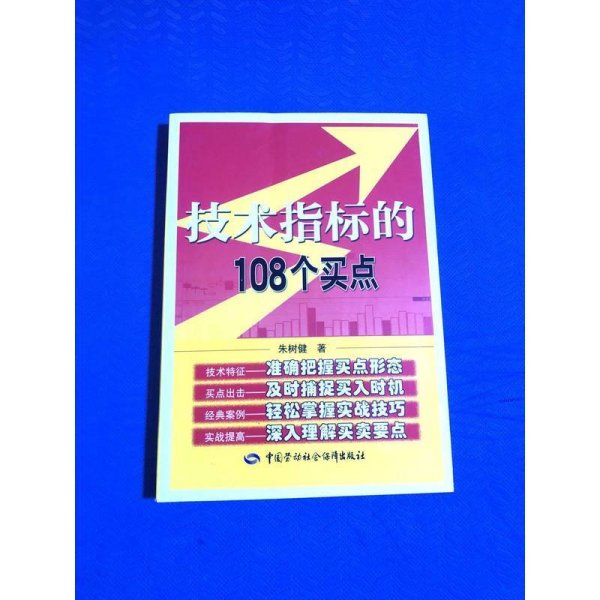 技术指标的
108个买点
朱树健 著
技术特征——准确把握买点形态
买点出击——及时捕捉买入时机
经典案例——轻松掌握实战技巧
实战提高——深入理解买卖要点
中国劳动社会保障出版社